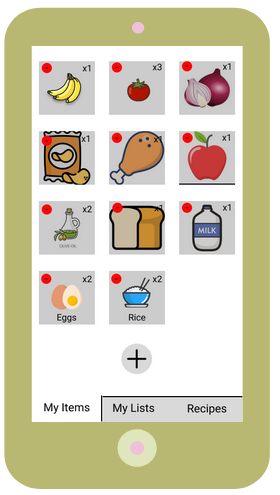 x1 x3 x1
x1 x1 x1
x2 x1 x1
OLIVE OIL
MILK
x2 x2
Eggs Rice
My Items My Lists Recipes